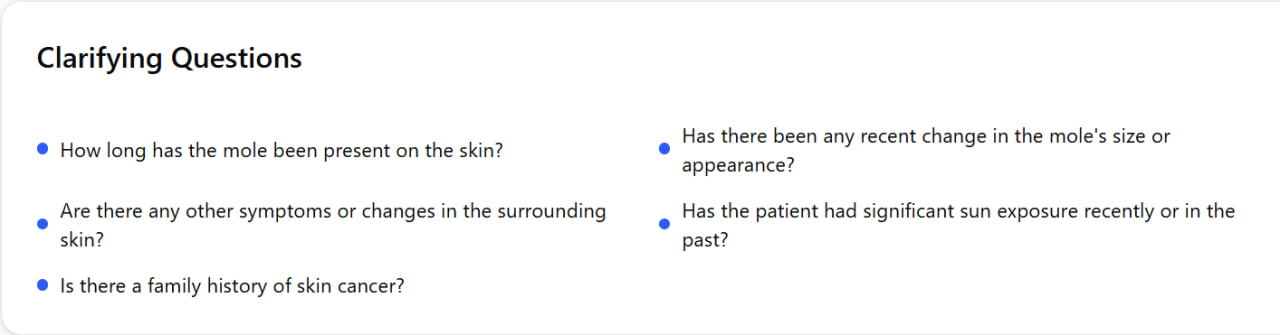 Clarifying Questions
How long has the mole been present on the skin?
Has there been any recent change in the mole's size or
appearance?
Are there any other symptoms or changes in the surrounding
skin?
Has the patient had significant sun exposure recently or in the
past?
Is there a family history of skin cancer?